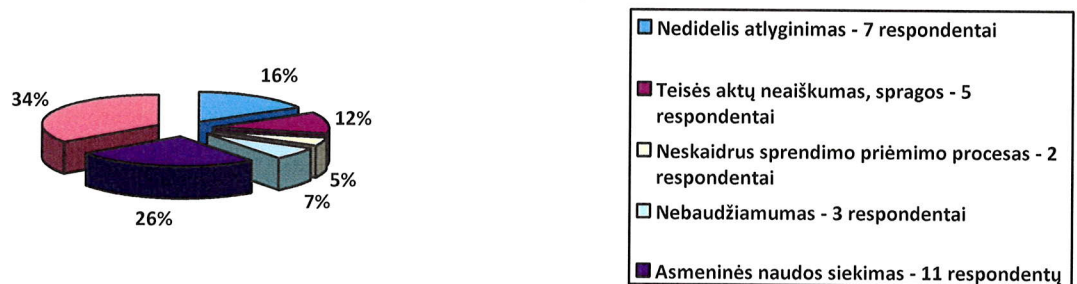 34%
16%
12%
5%
7%
26%
Nedidelis atlyginimas - 7 respondentai
Teisės aktų neaiškumas, spragos - 5
respondentai
Neskaidrus sprendimo priėmimo procesas - 2
respondentai
Nebaudžiamumas - 3 respondentai
Asmeninės naudos siekimas - 11 respondentų